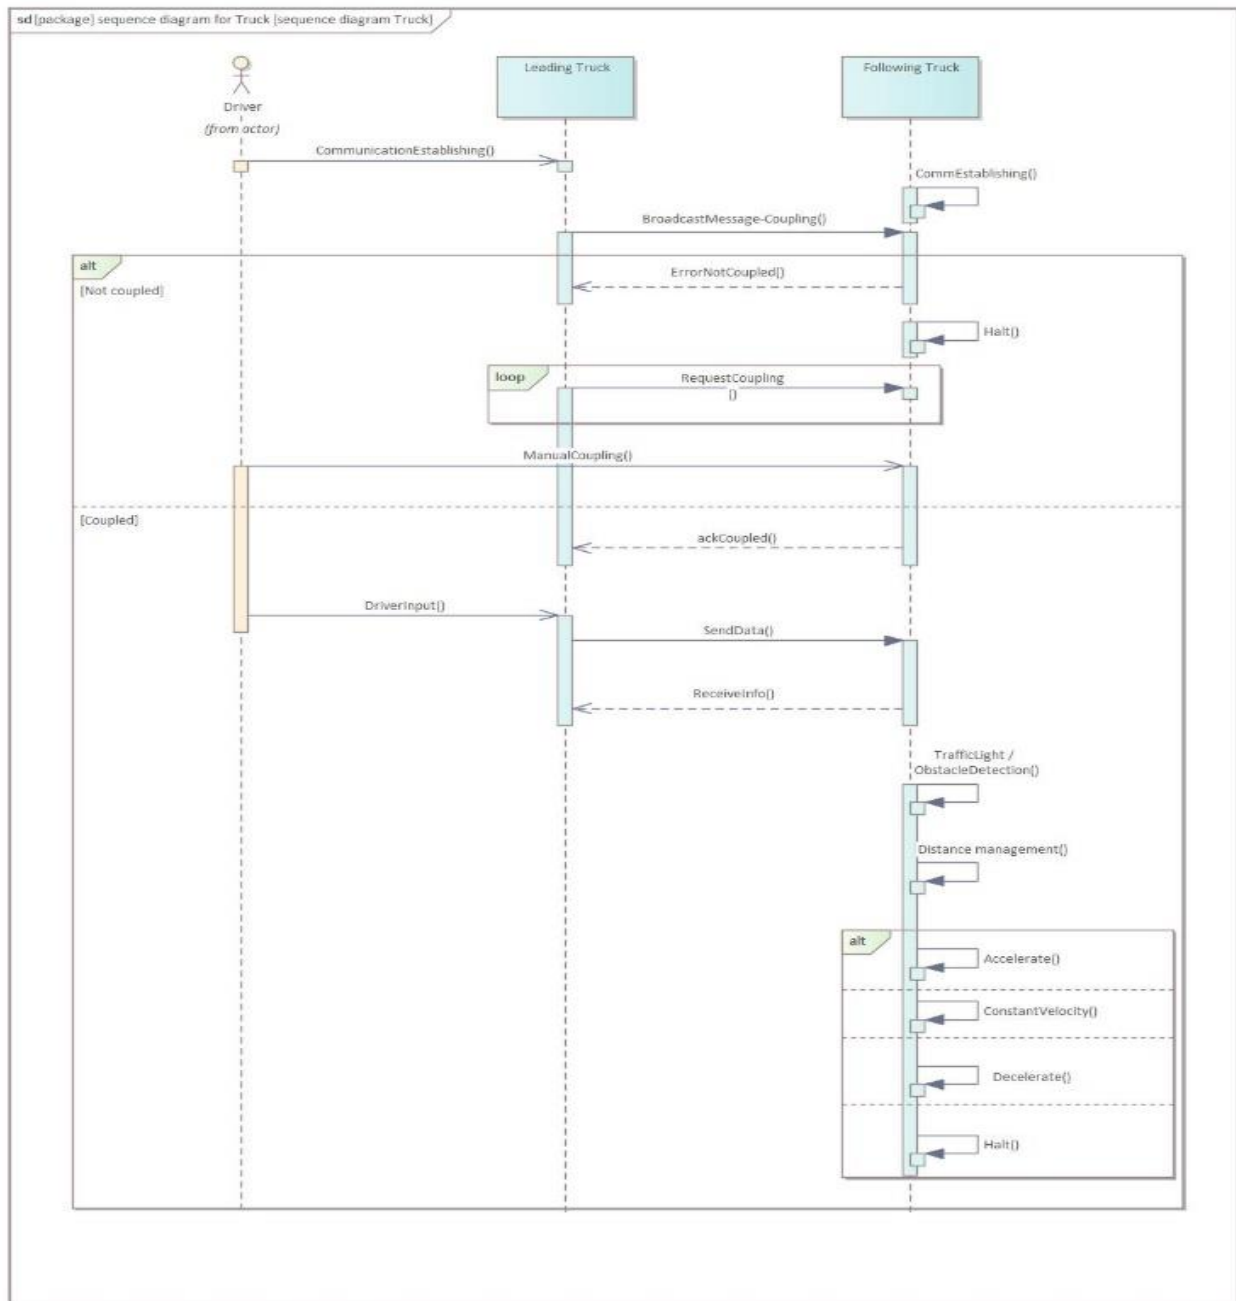 sd [package] sequence diagram for Truck [sequence diagram Truck]
Leading Truck
Following Truck
Driver
(from actor)
CommunicationEstablishing()
CommEstablishing()
BroadcastMessage-Coupling()
alt
[Not coupled]
ErrorNotCoupled()
Halt()
loop
RequestCoupling
()
ManualCoupling()
[Coupled]
ackCoupled()
DriverInput()
SendData()
ReceiveInfo()
TrafficLight /
ObstacleDetection()
Distance management()
alt
Accelerate()
ConstantVelocity()
Decelerate()
Halt()